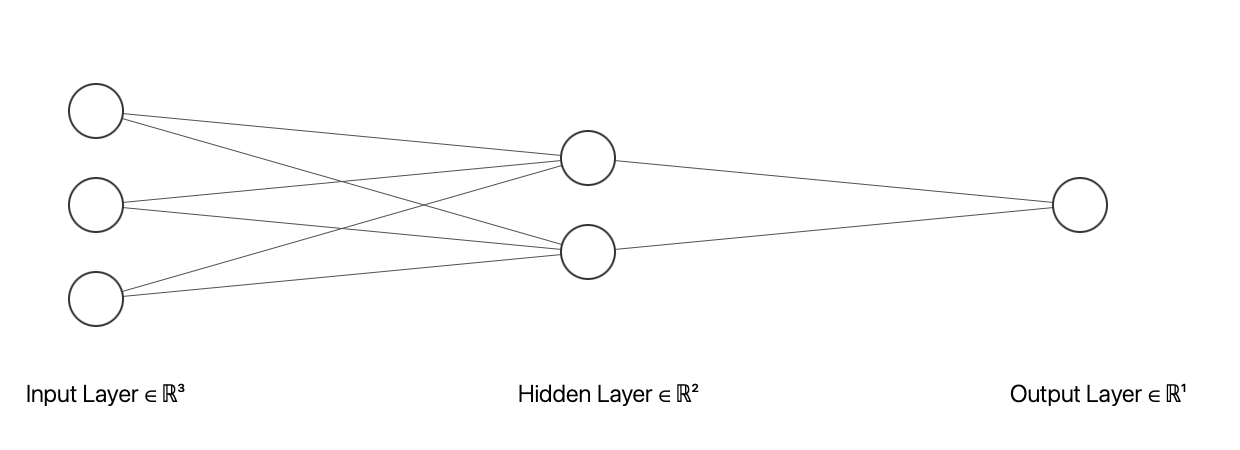 Input Layer ∈ ℝ³
Hidden Layer ∈ ℝ²
Output Layer ∈ ℝ¹